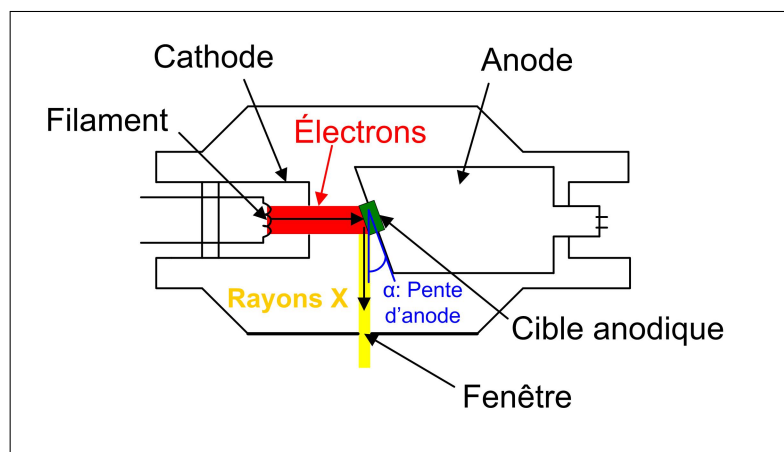 Cathode
Anode
Filament
Électrons
Rayons X
α: Pente
d'anode
Cible anodique
Fenêtre